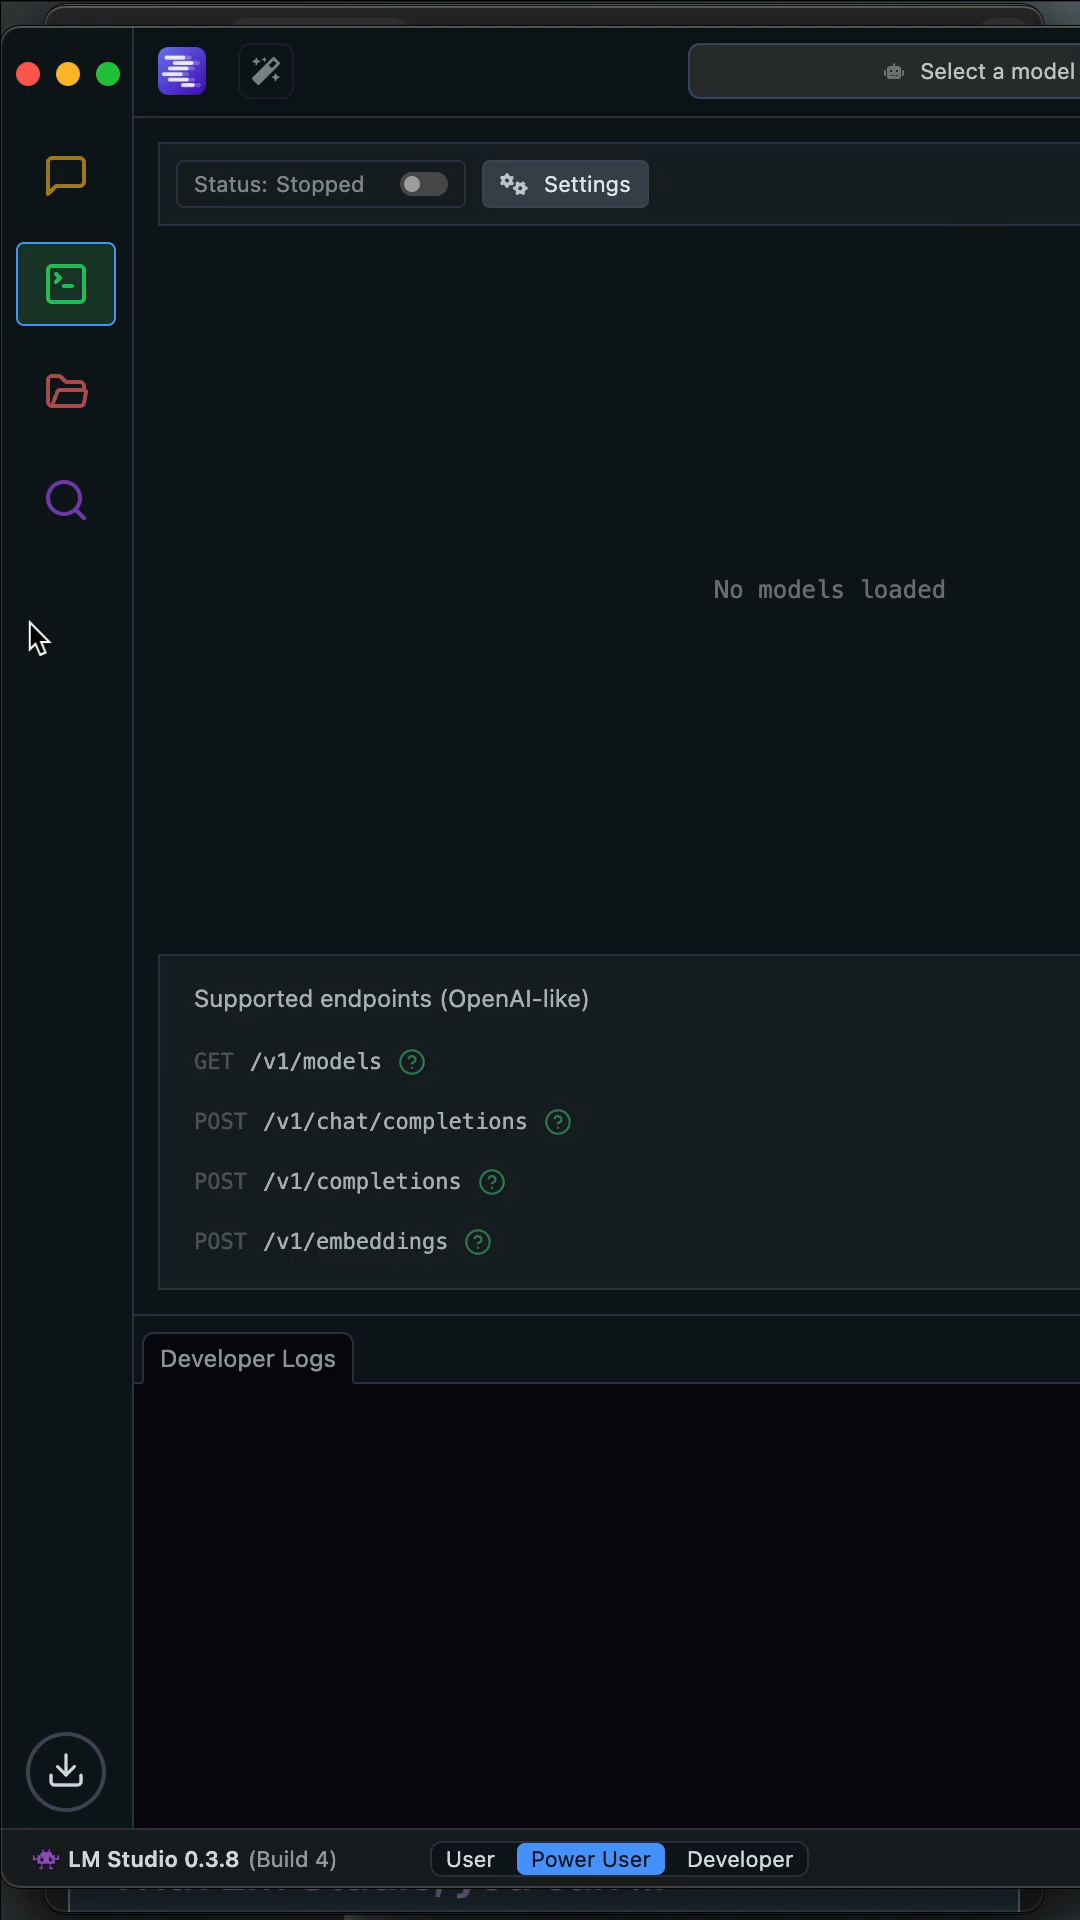 Select a model
Status: Stopped
Settings
No models loaded
Supported endpoints (OpenAI-like)
GET /v1/models
POST /v1/chat/completions
POST /v1/completions
POST /v1/embeddings
Developer Logs
LM Studio 0.3.8 (Build 4)
User
Power User
Developer